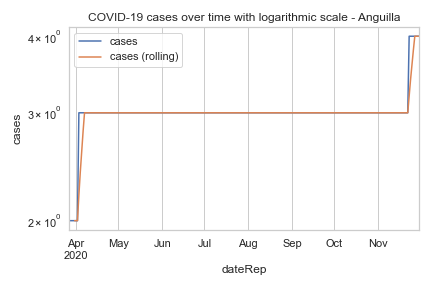 COVID-19 cases over time with logarithmic scale - Anguilla
4 × 10⁰
cases
cases (rolling)
3 × 10⁰
cases
2 × 10⁰
Apr May Jun Jul Aug Sep Oct Nov
2020
dateRep